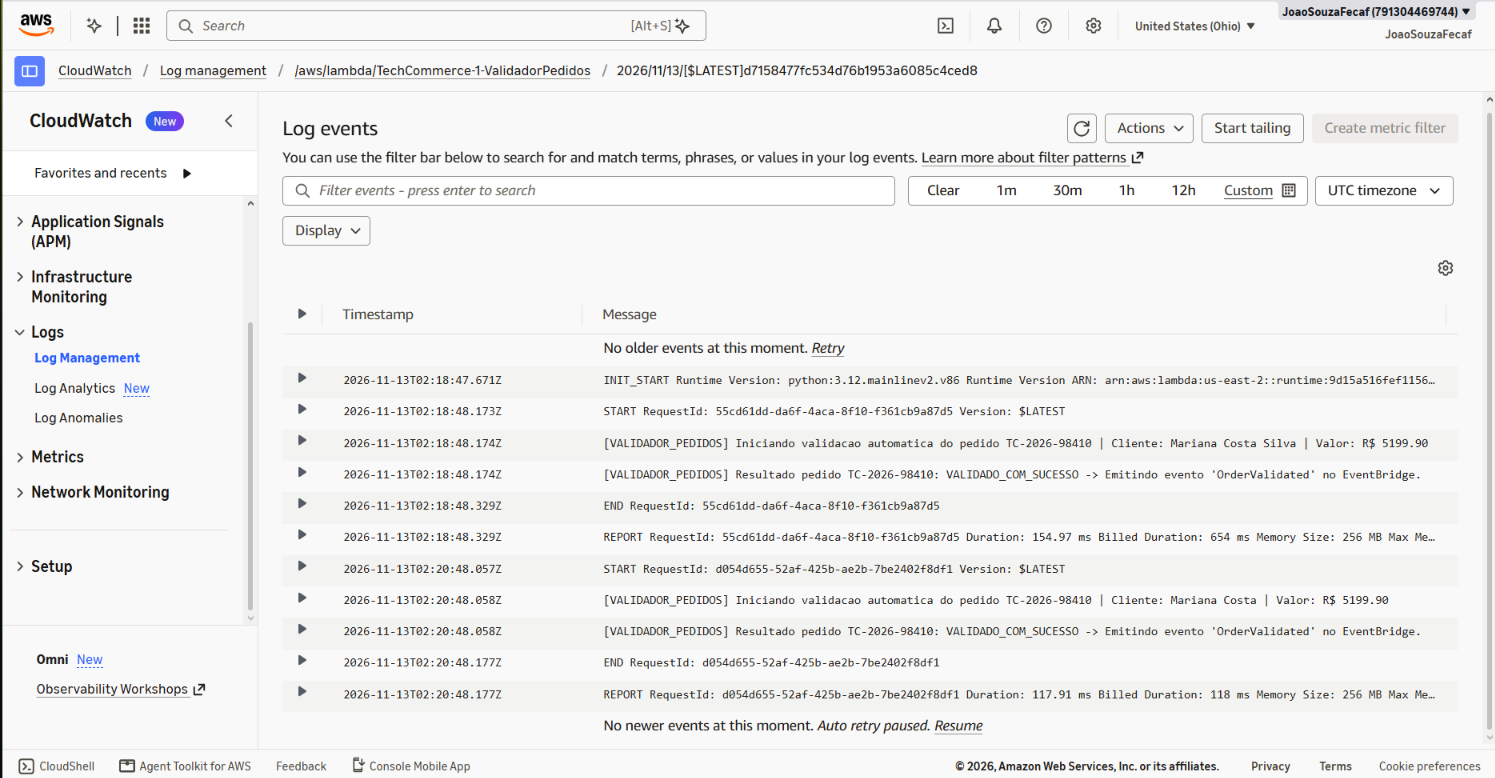 aws
Search [Alt+S]
United States (Ohio)
JoaoSouzaFecaf (791304469744)
JoaoSouzaFecaf
CloudWatch / Log management / /aws/lambda/TechCommerce-1-ValidadorPedidos / 2026/11/13/[$LATEST]d7158477fc534d76b1953a6085c4ced8
CloudWatch New
Favorites and recents
Application Signals
(APM)
Infrastructure
Monitoring
Logs
Log Management
Log Analytics New
Log Anomalies
Metrics
Network Monitoring
Setup
Omni New
Observability Workshops
Log events
Actions Start tailing Create metric filter
You can use the filter bar below to search for and match terms, phrases, or values in your log events. Learn more about filter patterns
Filter events - press enter to search
Clear 1m 30m 1h 12h Custom UTC timezone
Display
Timestamp Message
No older events at this moment. Retry
2026-11-13T02:18:47.671Z INIT_START Runtime Version: python:3.12.mainlinev2.v86 Runtime Version ARN: arn:aws:lambda:us-east-2::runtime:9d15a516fef1156…
2026-11-13T02:18:48.173Z START RequestId: 55cd61dd-da6f-4aca-8f10-f361cb9a87d5 Version: $LATEST
2026-11-13T02:18:48.174Z [VALIDADOR_PEDIDOS] Iniciando validacao automatica do pedido TC-2026-98410 | Cliente: Mariana Costa Silva | Valor: R$ 5199.90
2026-11-13T02:18:48.174Z [VALIDADOR_PEDIDOS] Resultado pedido TC-2026-98410: VALIDADO_COM_SUCESSO -> Emitindo evento 'OrderValidated' no EventBridge.
2026-11-13T02:18:48.329Z END RequestId: 55cd61dd-da6f-4aca-8f10-f361cb9a87d5
2026-11-13T02:18:48.329Z REPORT RequestId: 55cd61dd-da6f-4aca-8f10-f361cb9a87d5 Duration: 154.97 ms Billed Duration: 654 ms Memory Size: 256 MB Max Me…
2026-11-13T02:20:48.057Z START RequestId: d054d655-52af-425b-ae2b-7be2402f8df1 Version: $LATEST
2026-11-13T02:20:48.058Z [VALIDADOR_PEDIDOS] Iniciando validacao automatica do pedido TC-2026-98410 | Cliente: Mariana Costa | Valor: R$ 5199.90
2026-11-13T02:20:48.058Z [VALIDADOR_PEDIDOS] Resultado pedido TC-2026-98410: VALIDADO_COM_SUCESSO -> Emitindo evento 'OrderValidated' no EventBridge.
2026-11-13T02:20:48.177Z END RequestId: d054d655-52af-425b-ae2b-7be2402f8df1
2026-11-13T02:20:48.177Z REPORT RequestId: d054d655-52af-425b-ae2b-7be2402f8df1 Duration: 117.91 ms Billed Duration: 118 ms Memory Size: 256 MB Max Me…
No newer events at this moment. Auto retry paused. Resume
CloudShell Agent Toolkit for AWS Feedback Console Mobile App © 2026, Amazon Web Services, Inc. or its affiliates. Privacy Terms Cookie preferences